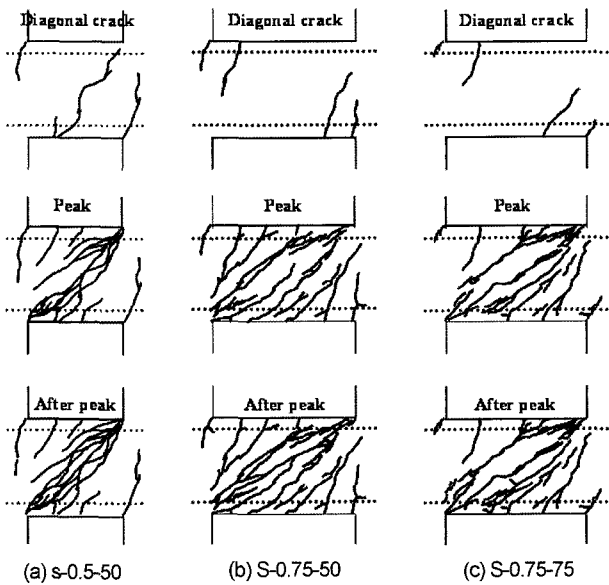 Diagonal crack Diagonal crack Diagonal crack
Peak Peak Peak
After peak After peak After peak
(a) s-0.5-50 (b) S-0.75-50 (c) S-0.75-75